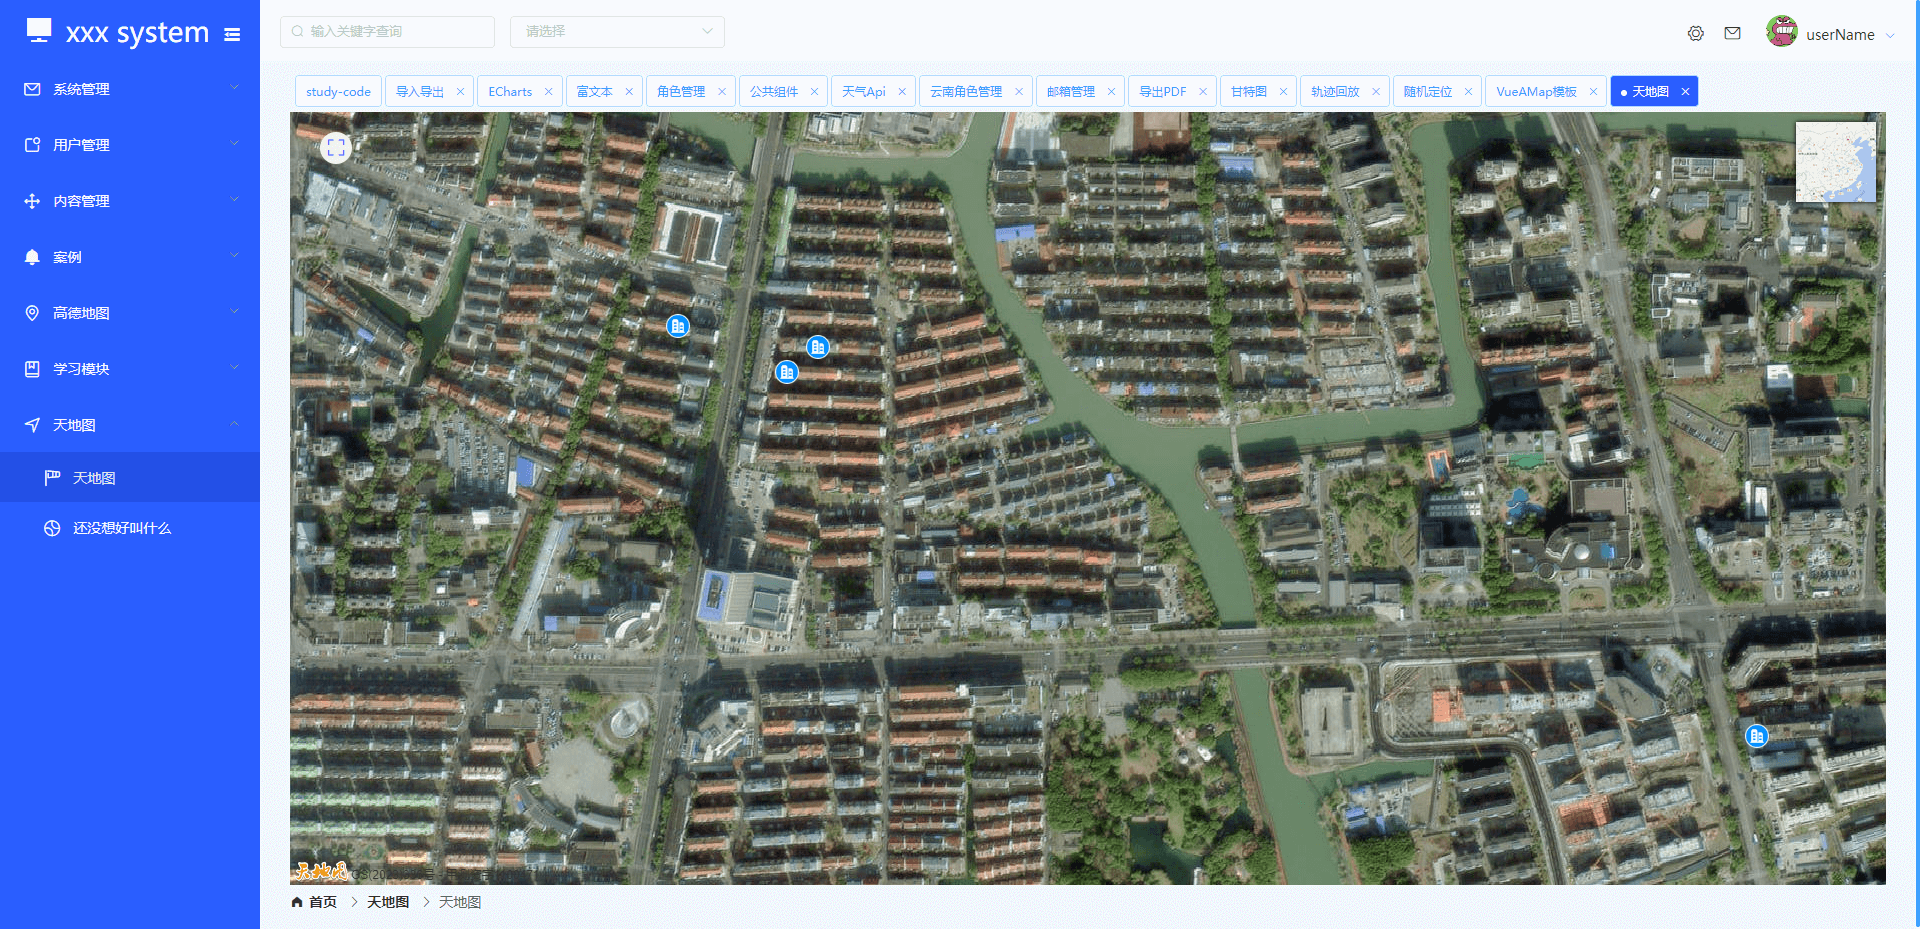 xxx system
输入关键字查询
请选择
userName
系统管理
用户管理
内容管理
案例
高德地图
学习模块
天地图
天地图
还没想好叫什么
study-code
导入导出
ECharts
富文本
角色管理
公共组件
天气Api
云南角色管理
邮箱管理
导出PDF
甘特图
轨迹回放
随机定位
VueAMap模板
天地图
天地图
首页
天地图
天地图